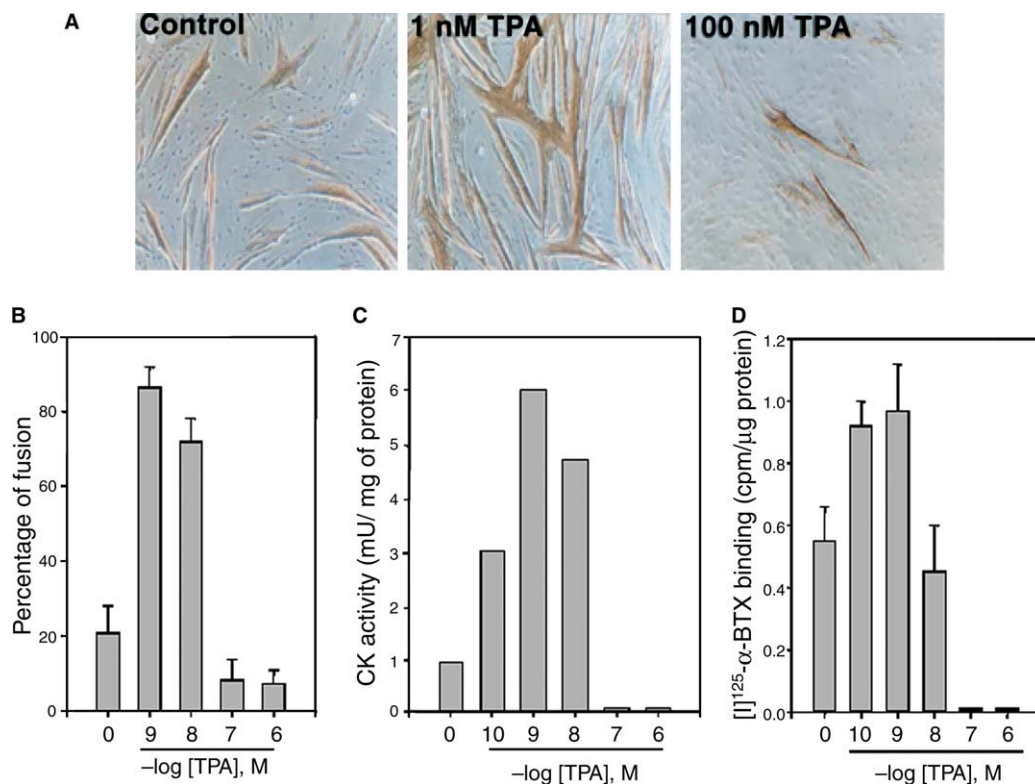 A
Control
1 nM TPA
100 nM TPA
B
Percentage of fusion
100
80
60
40
20
0
0 9 8 7 6
–log [TPA], M
C
CK activity (mU/ mg of protein)
7
6
5
4
3
2
1
0
0 10 9 8 7 6
–log [TPA], M
D
[I]¹²⁵-α-BTX binding (cpm/μg protein)
1.2
1.0
0.8
0.6
0.4
0.2
0.0
0 10 9 8 7 6
–log [TPA], M